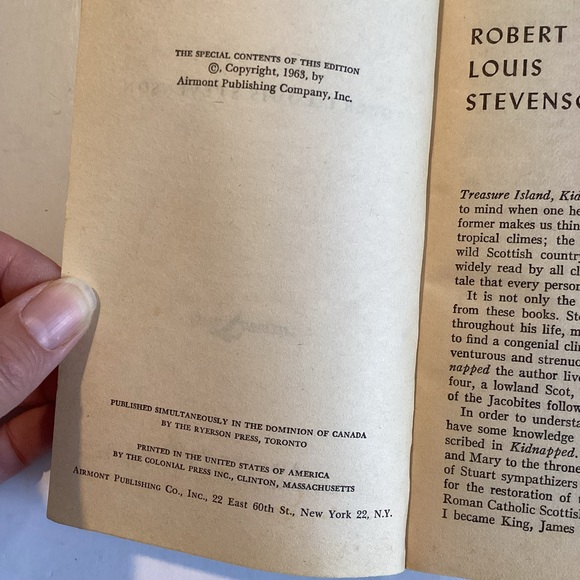 THE SPECIAL CONTENTS OF THIS EDITION
©, Copyright, 1963, by
Airmont Publishing Company, Inc.
PUBLISHED SIMULTANEOUSLY IN THE DOMINION OF CANADA
BY THE RYERSON PRESS, TORONTO
PRINTED IN THE UNITED STATES OF AMERICA
BY THE COLONIAL PRESS INC., CLINTON, MASSACHUSETTS
AIRMONT PUBLISHING CO., INC., 22 EAST 60TH ST., NEW YORK 22, N.Y.
ROBERT
LOUIS
STEVENSO
Treasure Island, Kid
to mind when one he
former makes us thin
tropical climes; the
wild Scottish countr
widely read by all cl
tale that every person
It is not only the
from these books. Ste
throughout his life, m
to find a congenial clin
venturous and strenuo
napped the author live
four, a lowland Scot,
of the Jacobites follow
In order to understa
have some knowledge
scribed in Kidnapped.
and Mary to the throne
of Stuart sympathizers
for the restoration of
Roman Catholic Scottis
I became King, James